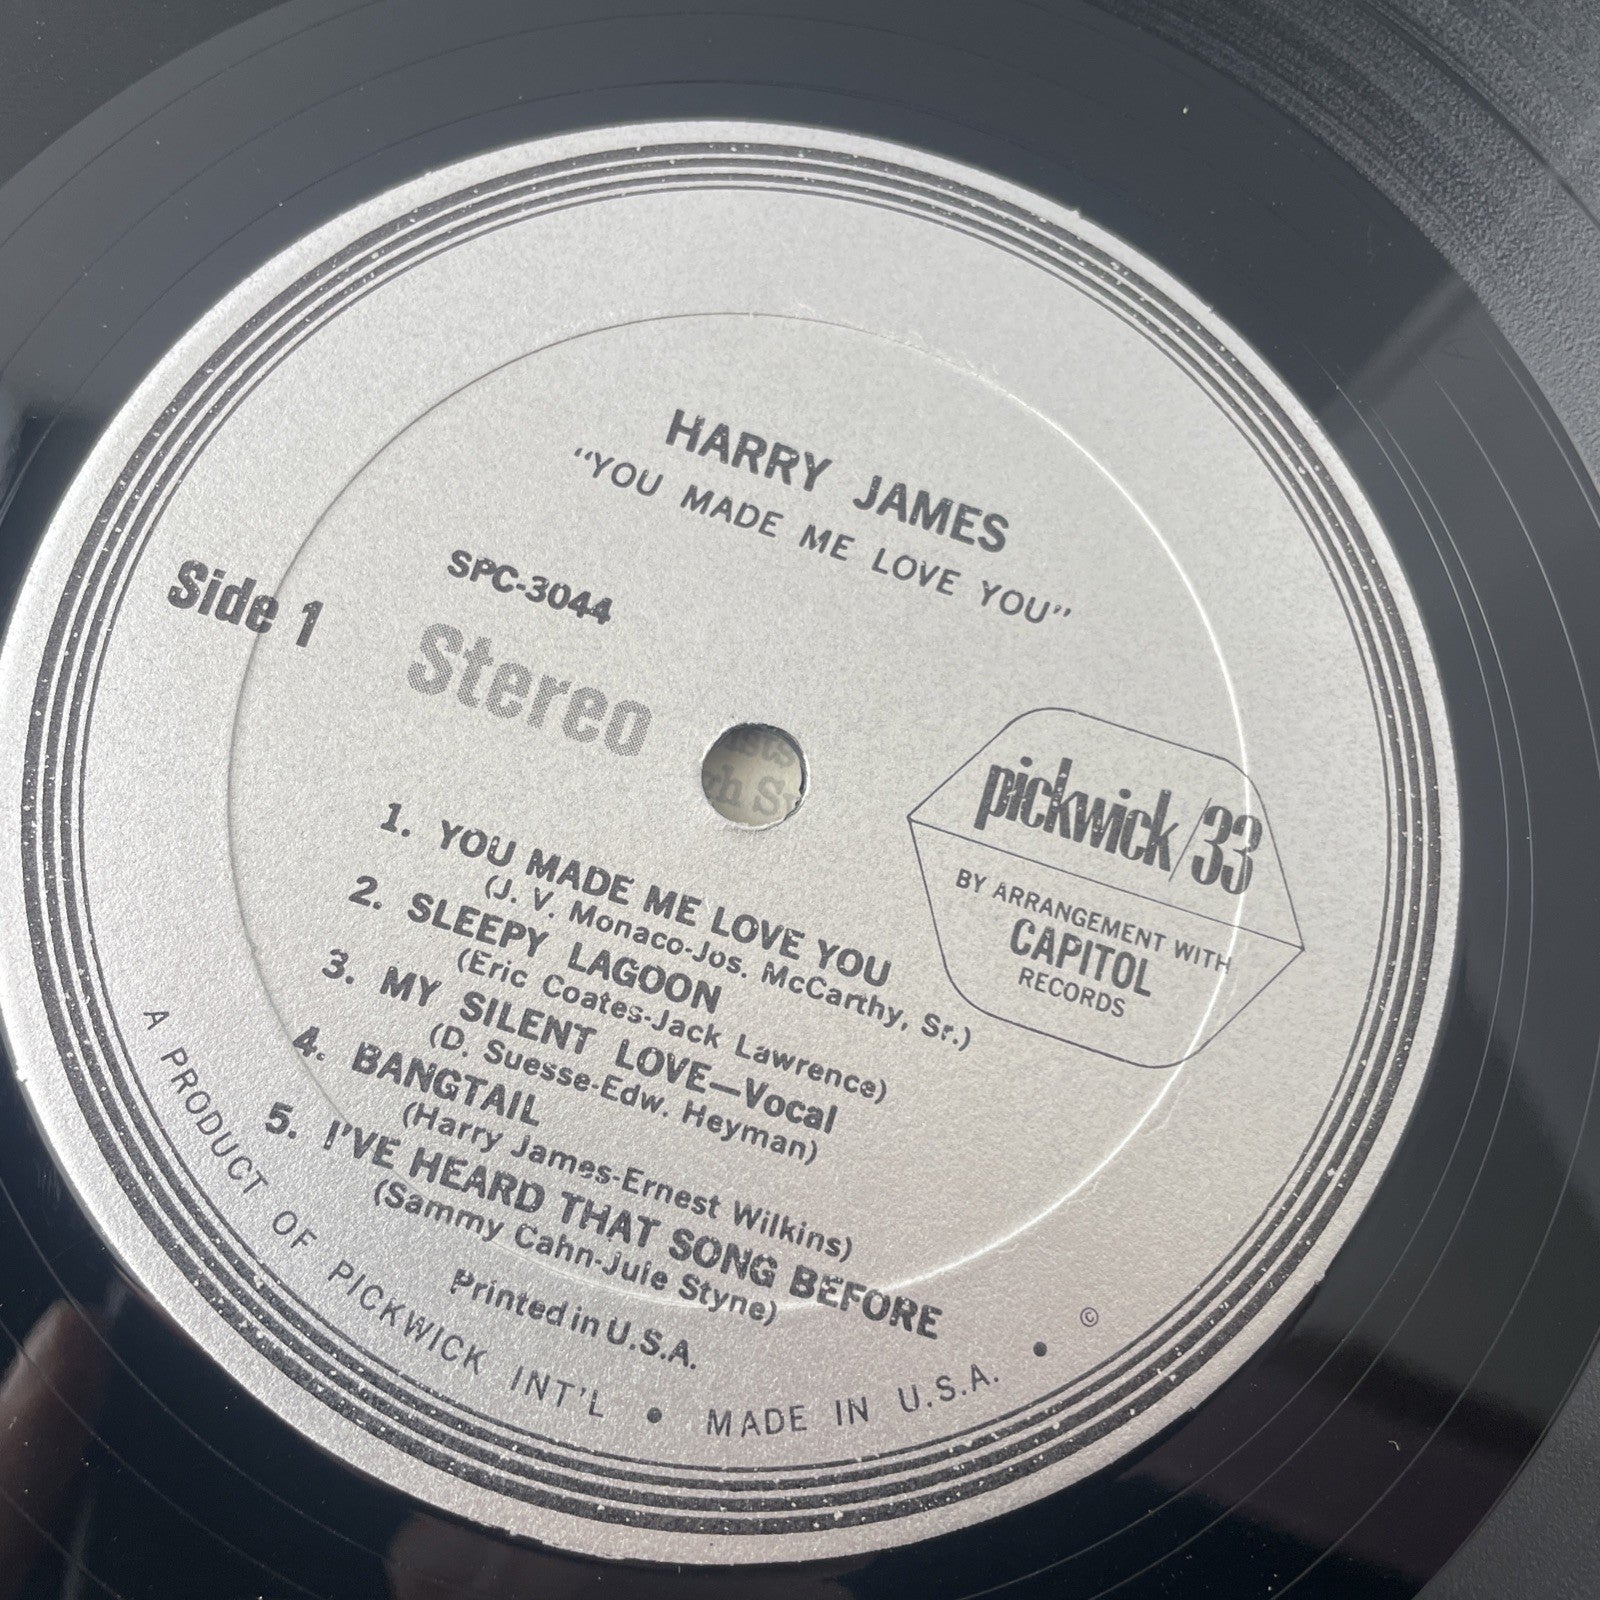 HARRY JAMES
"YOU MADE ME LOVE YOU"
SPC-3044
Side 1
Stereo
pickwick/33
BY ARRANGEMENT WITH
CAPITOL
RECORDS
1. YOU MADE ME LOVE YOU
(J. V. Monaco-Jos. McCarthy, Sr.)
2. SLEEPY LAGOON
(Eric Coates-Jack Lawrence)
3. MY SILENT LOVE—Vocal
(D. Suesse-Edw. Heyman)
4. BANGTAIL
(Harry James-Ernest Wilkins)
5. I'VE HEARD THAT SONG BEFORE
(Sammy Cahn-Jule Styne)
Printed in U.S.A.
A PRODUCT OF PICKWICK INT'L • MADE IN U.S.A. • ©